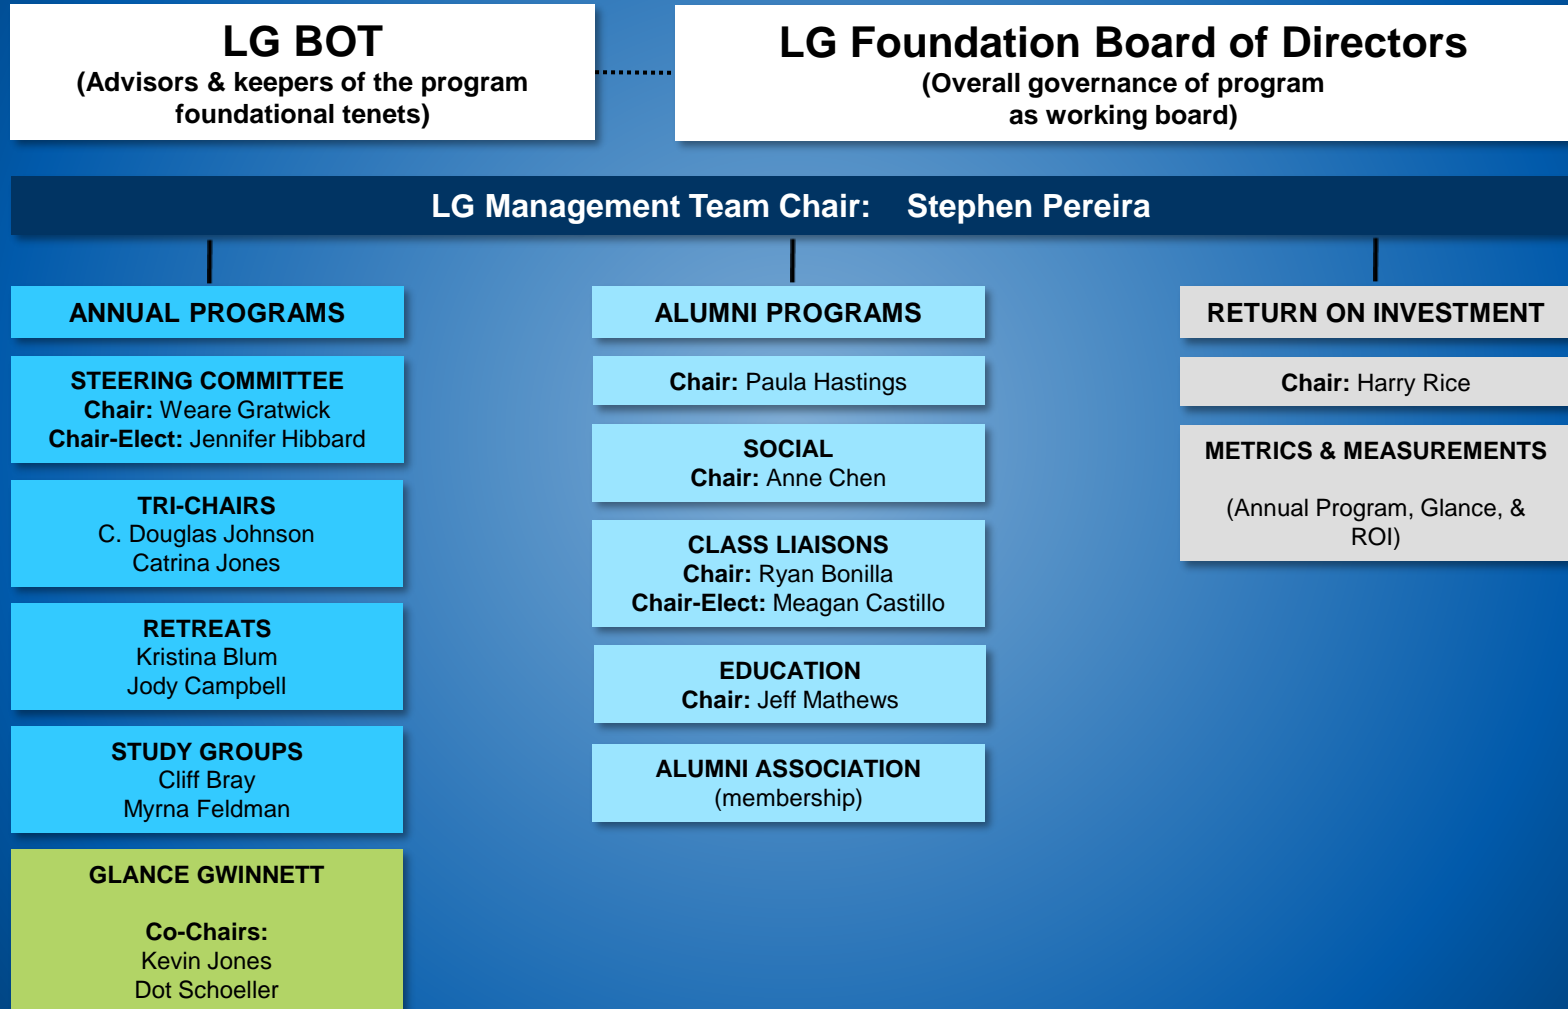 LG BOT
(Advisors & keepers of the program
foundational tenets)
LG Foundation Board of Directors
(Overall governance of program
as working board)
LG Management Team Chair: Stephen Pereira
ANNUAL PROGRAMS
STEERING COMMITTEE
Chair: Weare Gratwick
Chair-Elect: Jennifer Hibbard
TRI-CHAIRS
C. Douglas Johnson
Catrina Jones
RETREATS
Kristina Blum
Jody Campbell
STUDY GROUPS
Cliff Bray
Myrna Feldman
GLANCE GWINNETT
Co-Chairs:
Kevin Jones
Dot Schoeller
ALUMNI PROGRAMS
Chair: Paula Hastings
SOCIAL
Chair: Anne Chen
CLASS LIAISONS
Chair: Ryan Bonilla
Chair-Elect: Meagan Castillo
EDUCATION
Chair: Jeff Mathews
ALUMNI ASSOCIATION
(membership)
RETURN ON INVESTMENT
Chair: Harry Rice
METRICS & MEASUREMENTS
(Annual Program, Glance, &
ROI)